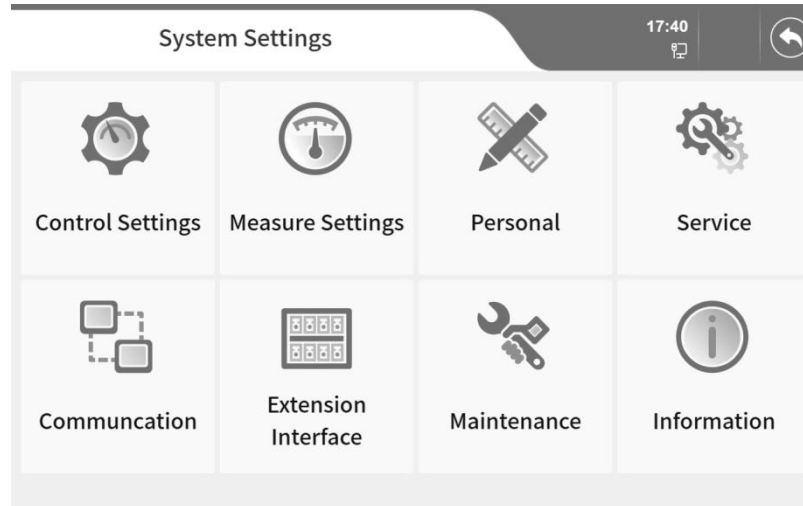 System Settings
17:40
Control Settings
Measure Settings
Personal
Service
Communcation
Extension
Interface
Maintenance
Information